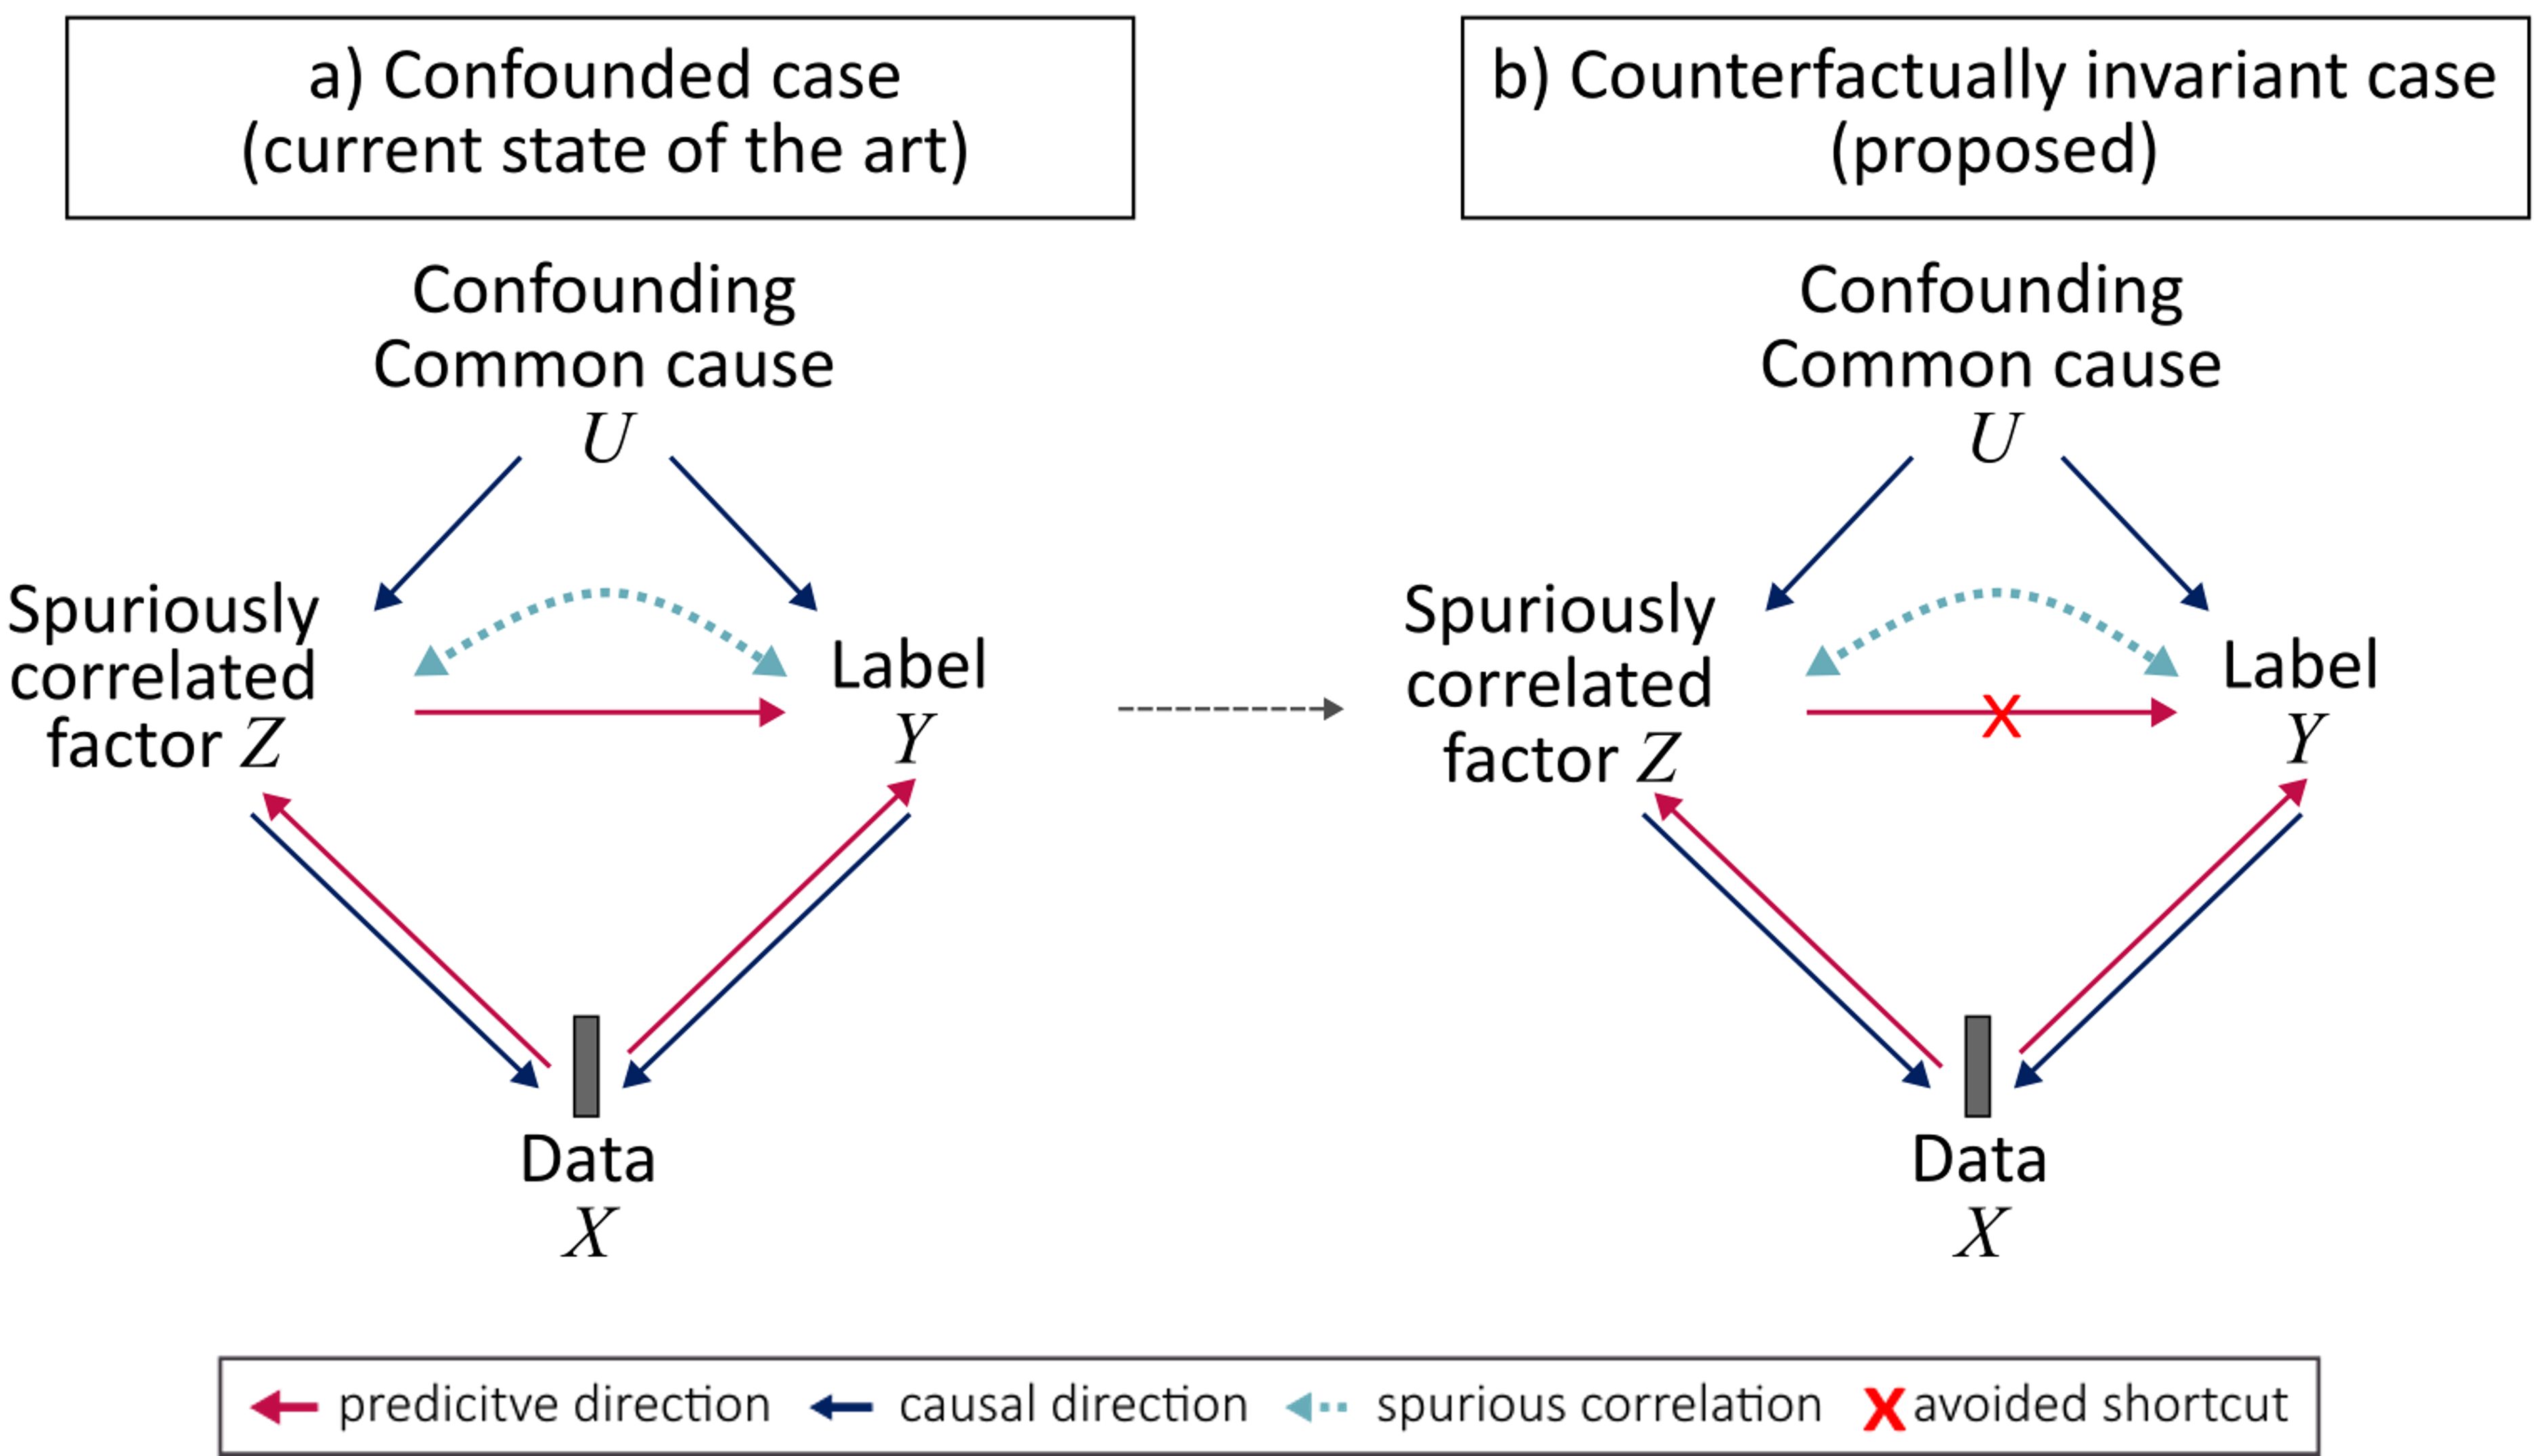 a) Confounded case
(current state of the art)
b) Counterfactually invariant case
(proposed)
Confounding
Common cause
U
Spuriously
correlated
factor Z
Label
Y
Data
X
Confounding
Common cause
U
Spuriously
correlated
factor Z
X
Label
Y
Data
X
predicitve direction
causal direction
spurious correlation
X avoided shortcut